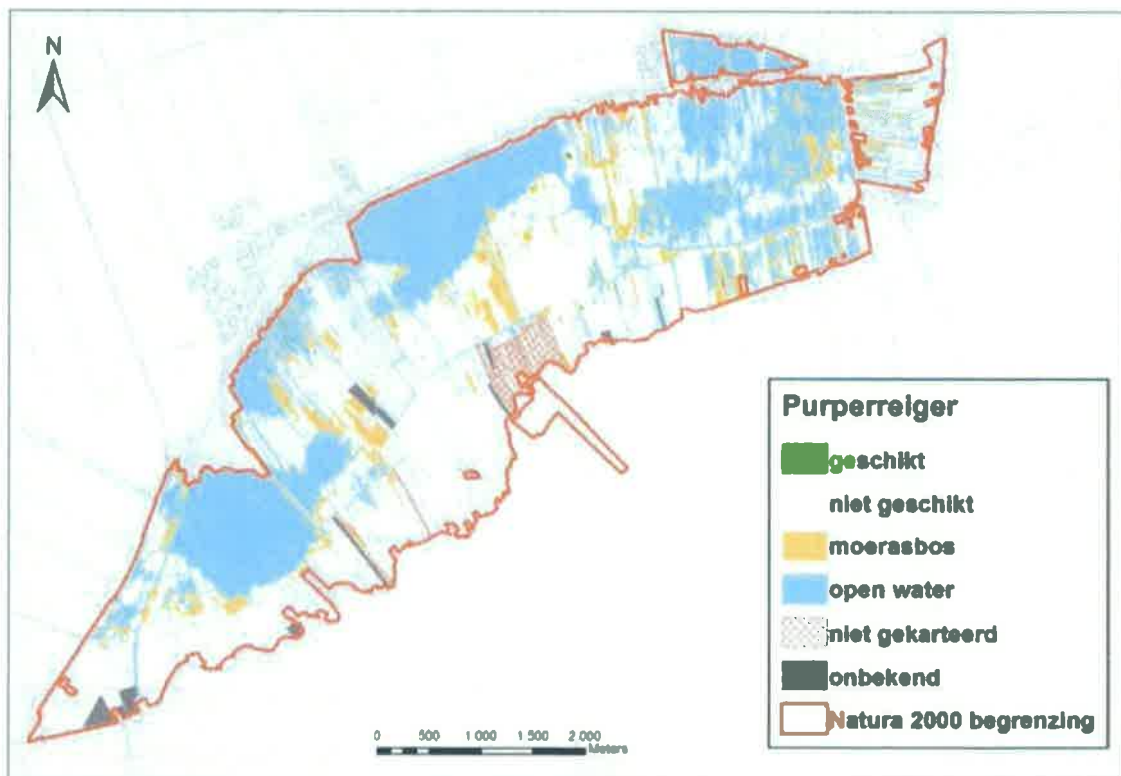 N
Purperreiger
geschikt
niet geschikt
moerasbos
open water
niet gekarteerd
onbekend
Natura 2000 begrenzing
0 500 1 000 1 500 2 000
Meters